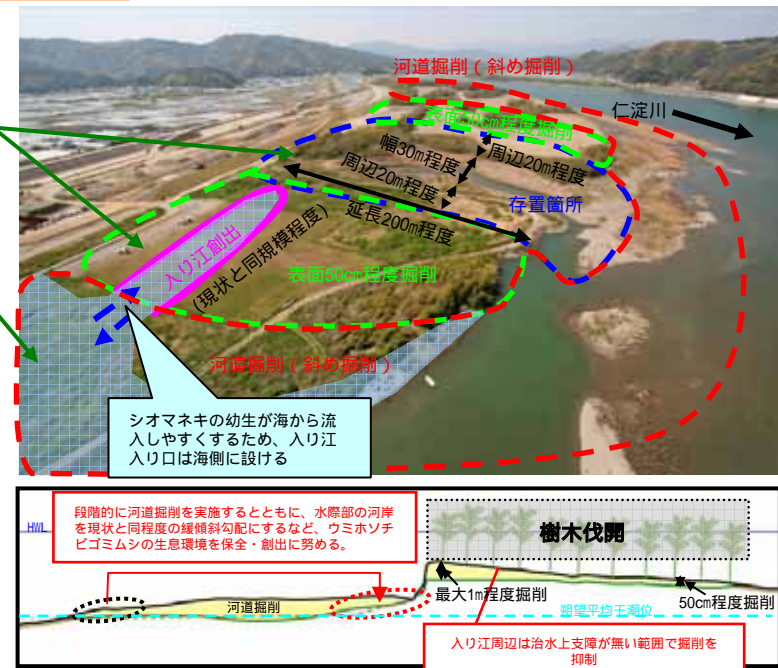 河道掘削(斜め掘削)
仁淀川
表面50㎝程度掘削
幅30m程度
周辺20m程度
周辺20m程度
存置箇所
延長200m程度
入り江創出
(現状と同規模程度)
表面50㎝程度掘削
河道掘削(斜め掘削)
シオマネキの幼生が海から流
入しやすくするため、入り江
入り口は海側に設ける
段階的に河道掘削を実施するとともに、水際部の河岸
を現状と同程度の緩傾斜勾配にするなど、ウミホソチ
ビゴミムシの生息環境を保全・創出に努める。
HWL
樹木伐開
最大1m程度掘削
河道掘削
朔望平均干潮位
50㎝程度掘削
入り江周辺は治水上支障が無い範囲で掘削を
抑制